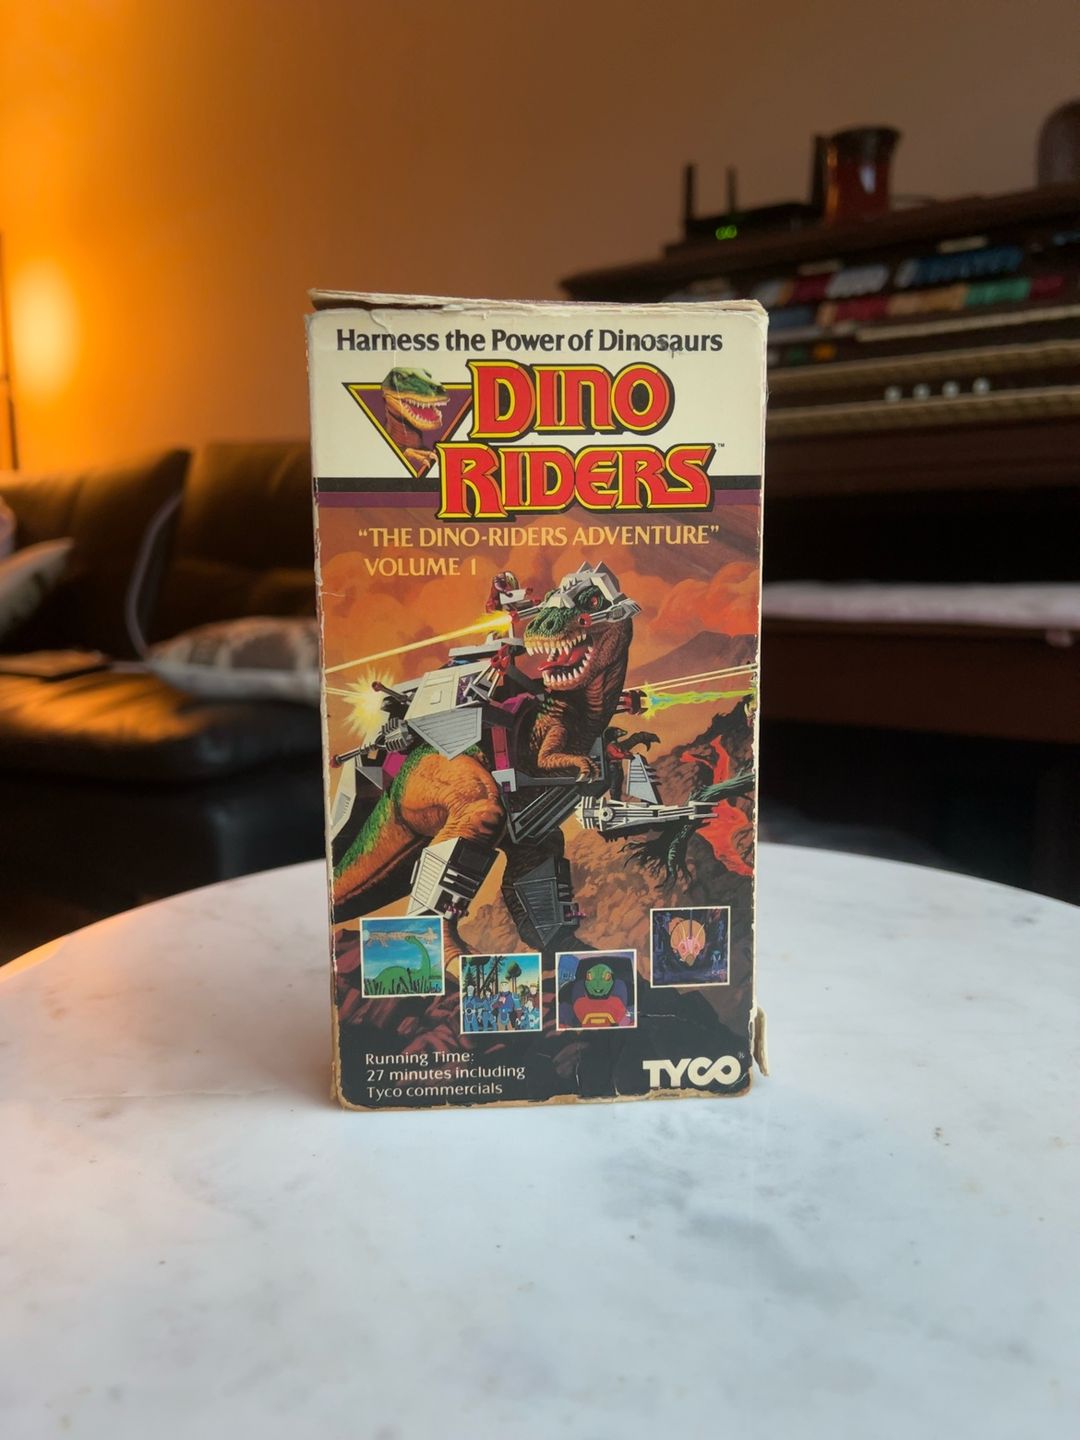 Harness the Power of Dinosaurs
DINO
RIDERS™
“THE DINO-RIDERS ADVENTURE”
VOLUME 1
Running Time:
27 minutes including
Tyco commercials
TYCO®